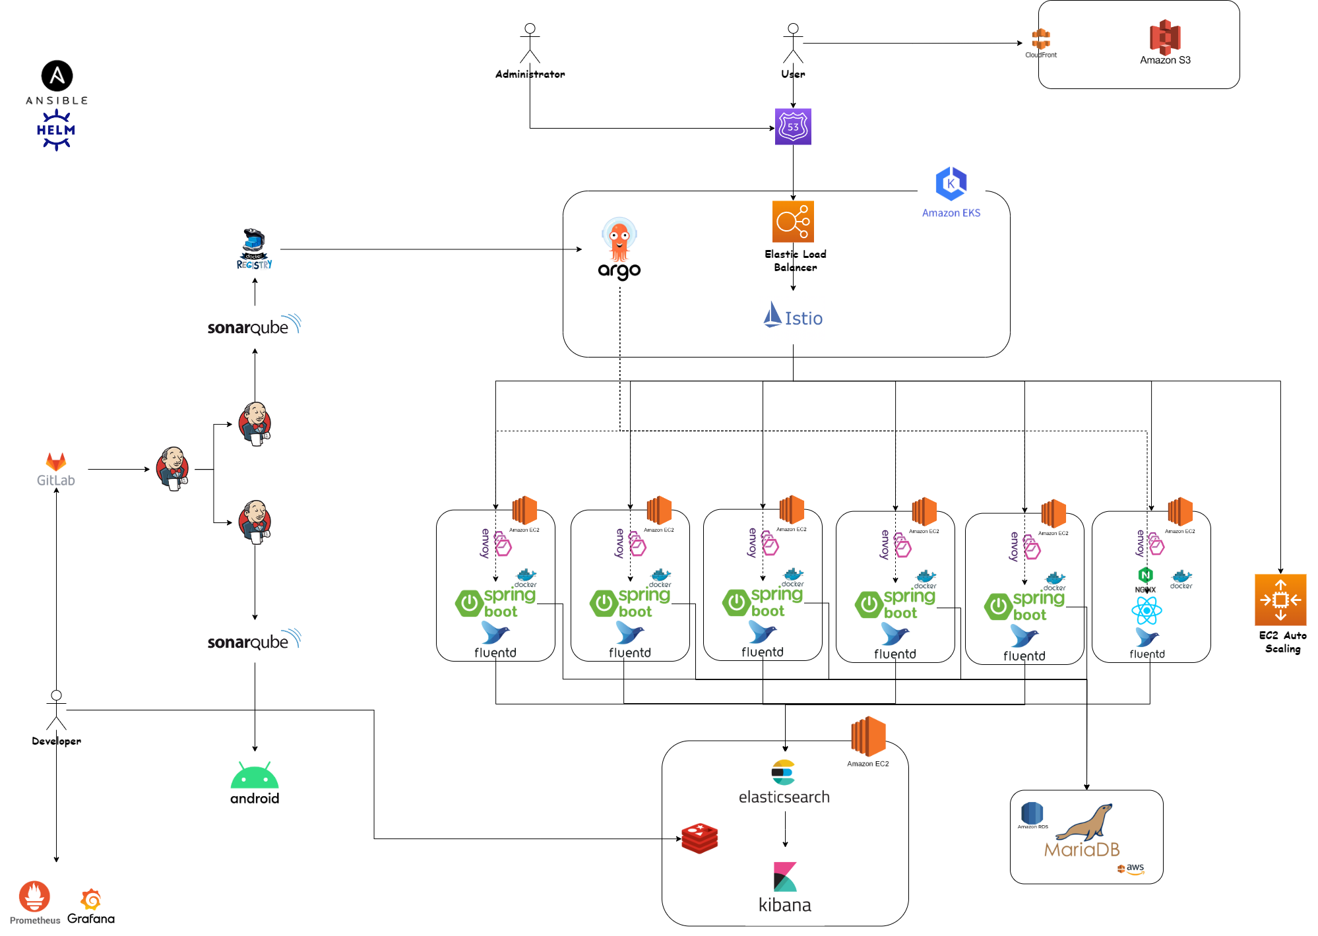 CloudFront
Amazon S3
Administrator
User
ANSIBLE
HELM
53
K
Amazon EKS
REGISTRY
argo
Elastic Load
Balancer
Istio
sonarqube
GitLab
Amazon EC2
Amazon EC2
Amazon EC2
Amazon EC2
Amazon EC2
Amazon EC2
envoy
envoy
envoy
envoy
envoy
envoy
docker
docker
docker
docker
docker
docker
N
NGINX
spring
boot
spring
boot
spring
boot
spring
boot
spring
boot
fluentd
fluentd
fluentd
fluentd
fluentd
fluentd
EC2 Auto
Scaling
sonarqube
Developer
android
Amazon EC2
elasticsearch
kibana
Amazon RDS
MariaDB
aws
Prometheus
Grafana